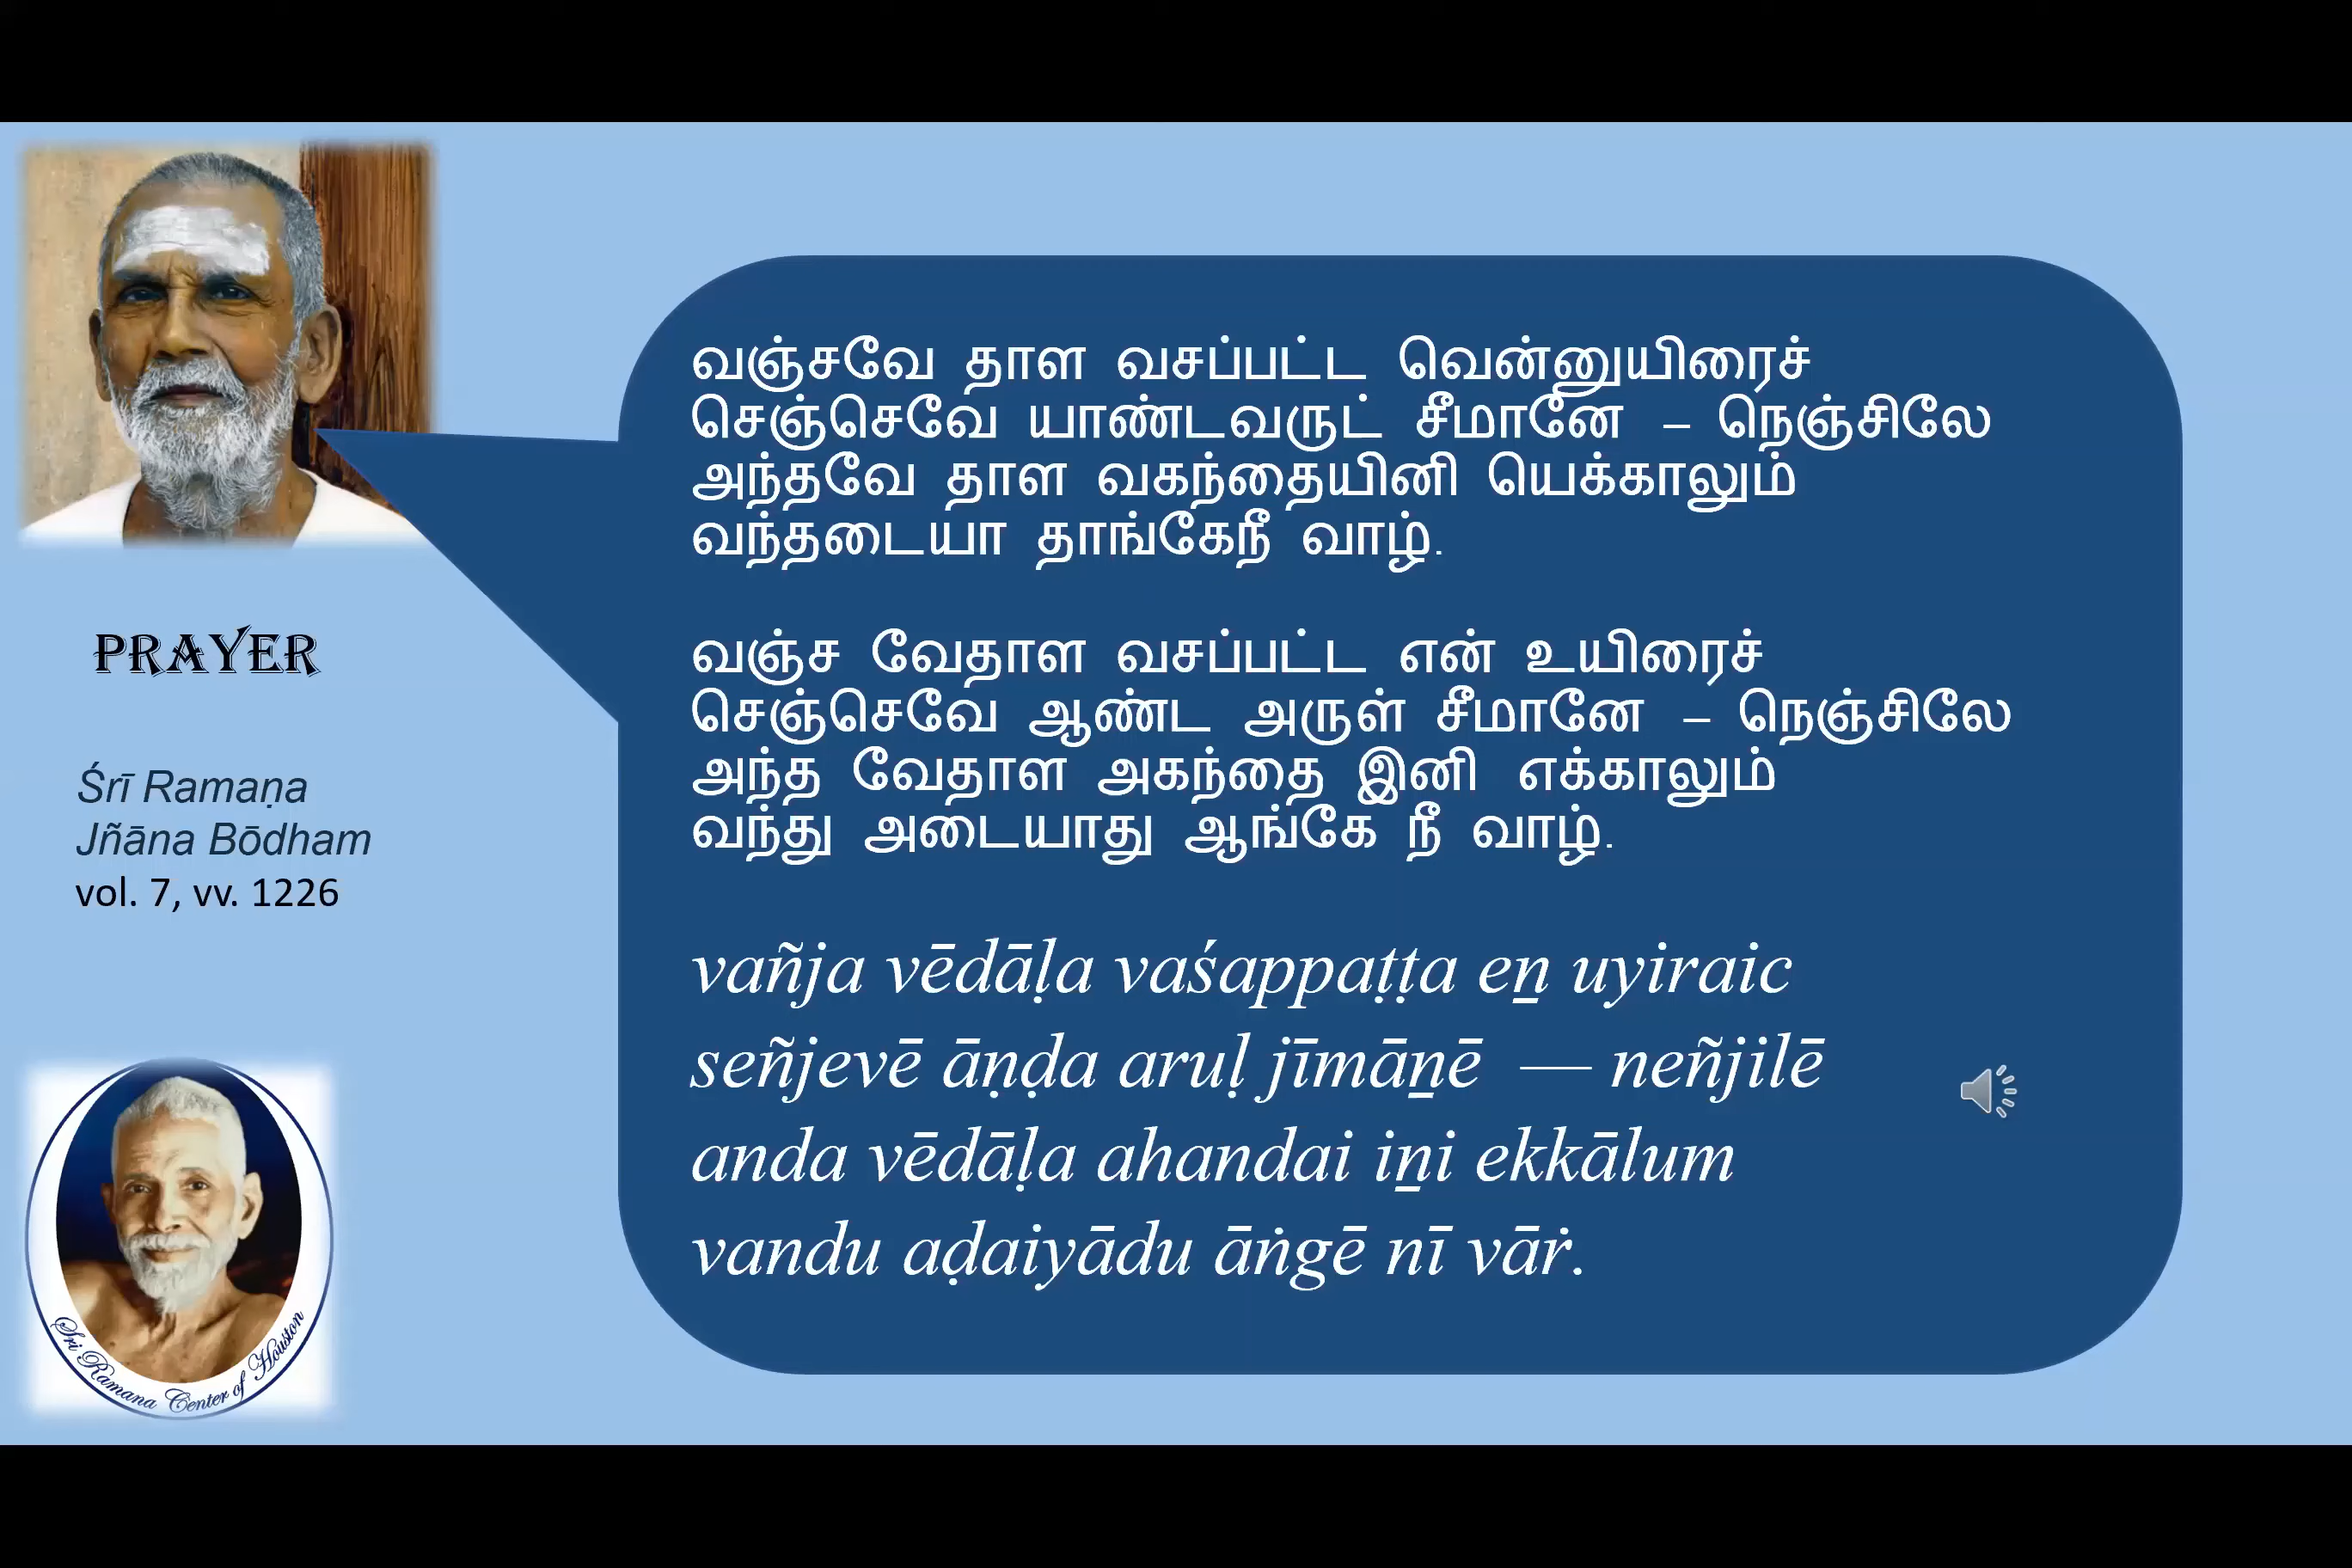 வஞ்சவே தாள வசப்பட்ட வென்னுயிரைச்
செஞ்செவே யாண்டவருட் சீமானே – நெஞ்சிலே
அந்தவே தாள வகந்தையினி யெக்காலும்
வந்தடையா தாங்கேநீ வாழ்.
வஞ்ச வேதாள வசப்பட்ட என் உயிரைச்
செஞ்செவே ஆண்ட அருள் சீமானே – நெஞ்சிலே
அந்த வேதாள அகந்தை இனி எக்காலும்
வந்து அடையாது ஆங்கே நீ வாழ்.
vañja vēdāḷa vaśappaṭṭa eṉ uyiraic
señjevē āṇḍa aruḷ jīmāṉē — neñjilē
anda vēdāḷa ahandai iṉi ekkālum
vandu aḍaiyādu āṅgē nī vāṙ.
PRAYER
Śrī Ramaṇa
Jñāna Bōdham
vol. 7, vv. 1226
Sri Ramana Center of Houston